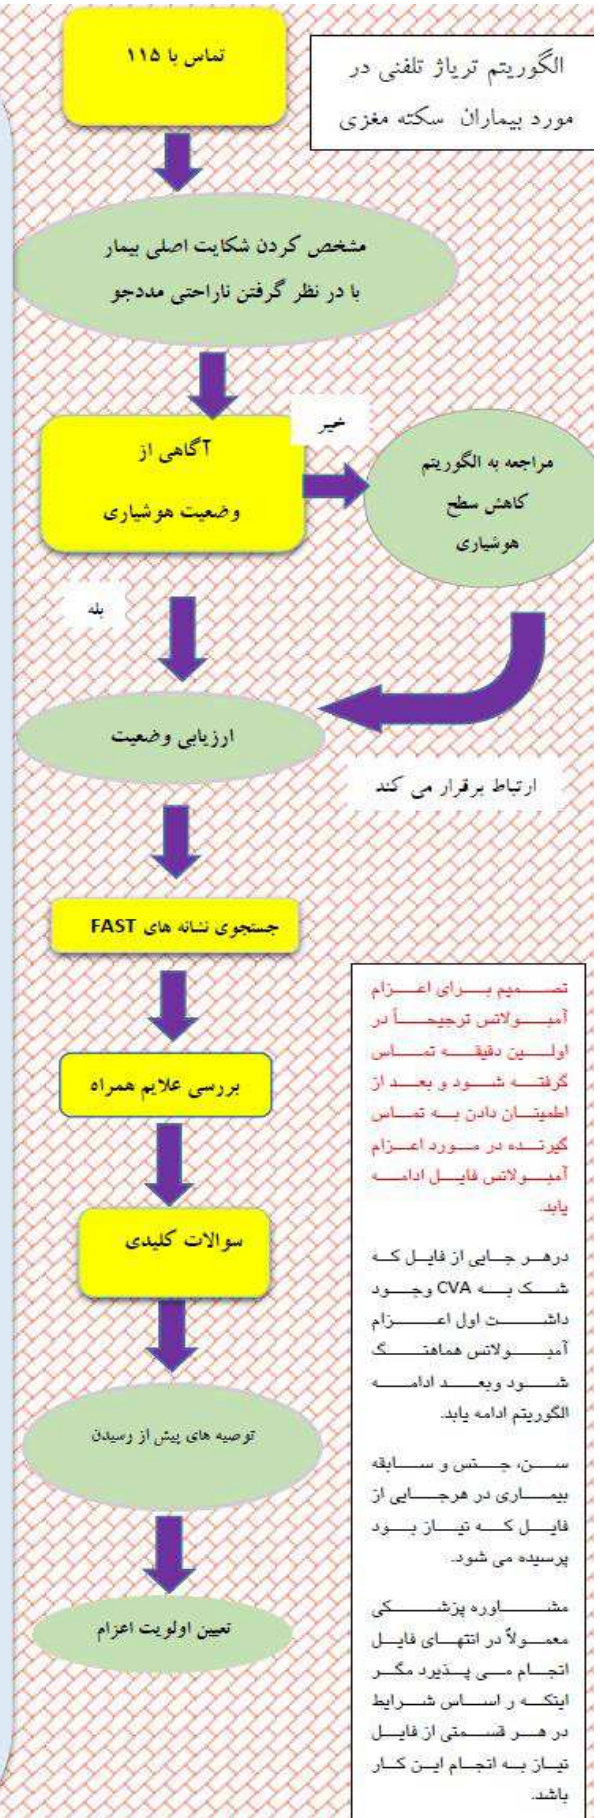 الگوریتم تریاژ تلفنی در
مورد بیماران سکته مغزی
تماس با ۱۱۵
مشخص کردن شکایت اصلی بیمار
با در نظر گرفتن ناراحتی مددجو
آگاهی از
وضعیت هوشیاری
خیر
مراجعه به الگوریتم
کاهش سطح
هوشیاری
بله
ارزیابی وضعیت
ارتباط برقرار می کند
جستجوی نشانه های FAST
بررسی علایم همراه
سوالات کلیدی
توصیه های پیش از رسیدن
تعیین اولویت اعزام
تصمیم برای اعزام
آمبولانس ترجیحاً در
اولین دقیقه تماس
گرفته شود و بعد از
اطمینان دادن به تماس
گیرنده در مورد اعزام
آمبولانس فایل ادامه
یابد.
درهر جایی از فایل که
شک به CVA وجود
داشت اول اعزام
آمبولانس هماهنگ
شود وبعد ادامه
الگوریتم ادامه یابد.
سن، جنس و سابقه
بیماری در هرجایی از
فایل که نیاز بود
پرسیده می شود.
مشاوره پزشکی
معمولاً در انتهای فایل
انجام می پذیرد مگر
اینکه ر اساس شرایط
در هر قسمتی از فایل
نیاز به انجام این کار
باشد.